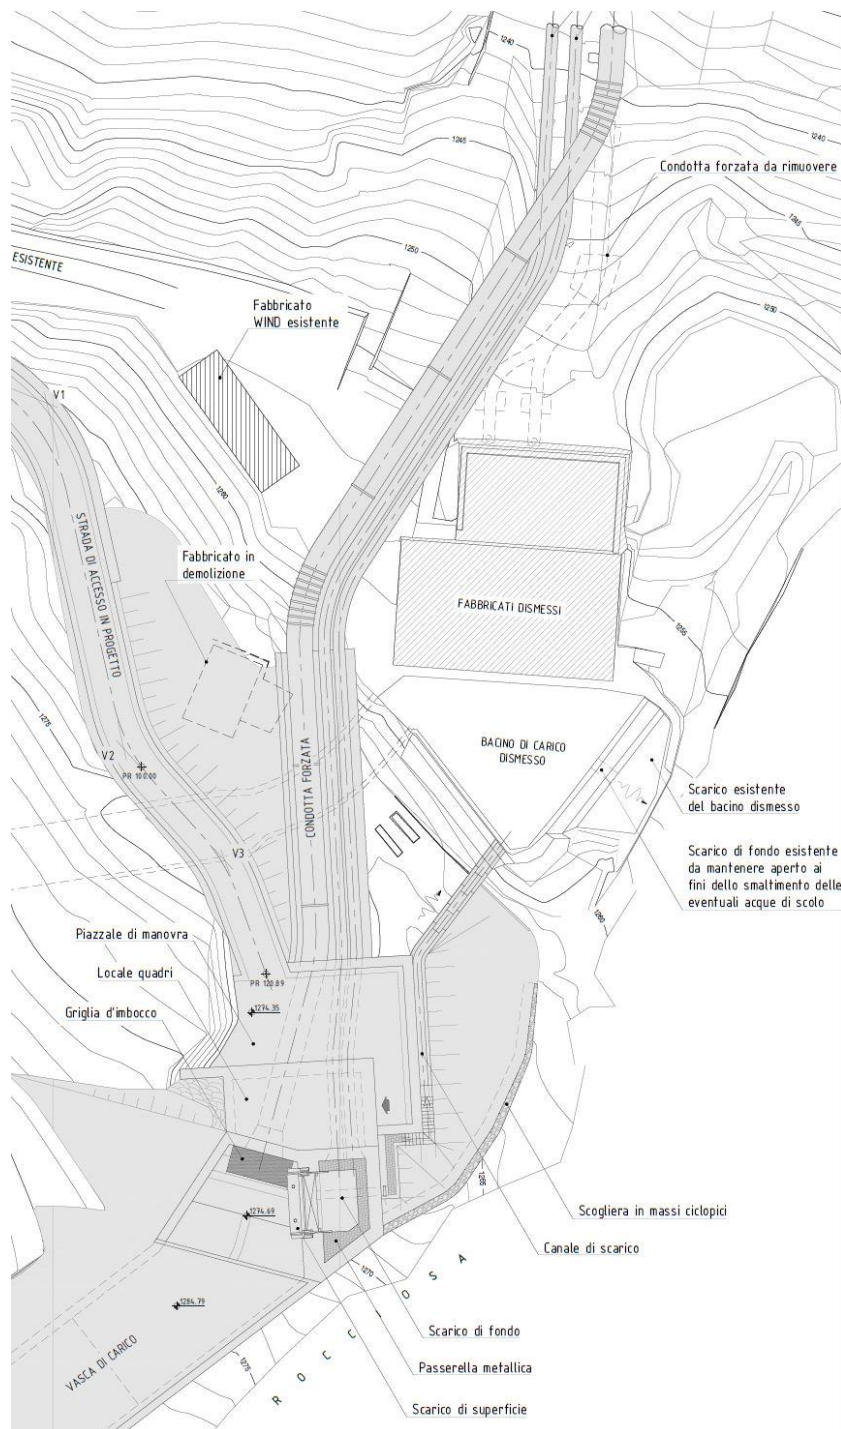 1240
1245
1240
Condotta forzata da rimuovere
1245
ESISTENTE
1250
1250
Fabbricato
WIND esistente
V1
1260
STRADA DI ACCESSO IN PROGETTO
Fabbricato in
demolizione
FABBRICATI DISMESSI
1255
1275
V2
PR 100.00
CONDOTTA FORZATA
BACINO DI CARICO
DISMESSO
Scarico esistente
del bacino dismesso
V3
Scarico di fondo esistente
da mantenere aperto ai
fini dello smaltimento delle
eventuali acque di scolo
1260
Piazzale di manovra
Locale quadri
PR 120.89
Griglia d'imbocco
1274.35
1265
Scogliera in massi ciclopici
1274.69
Canale di scarico
1270
1284.79
Scarico di fondo
VASCA DI CARICO
1275
Passerella metallica
Scarico di superficie
R O C C I O S A